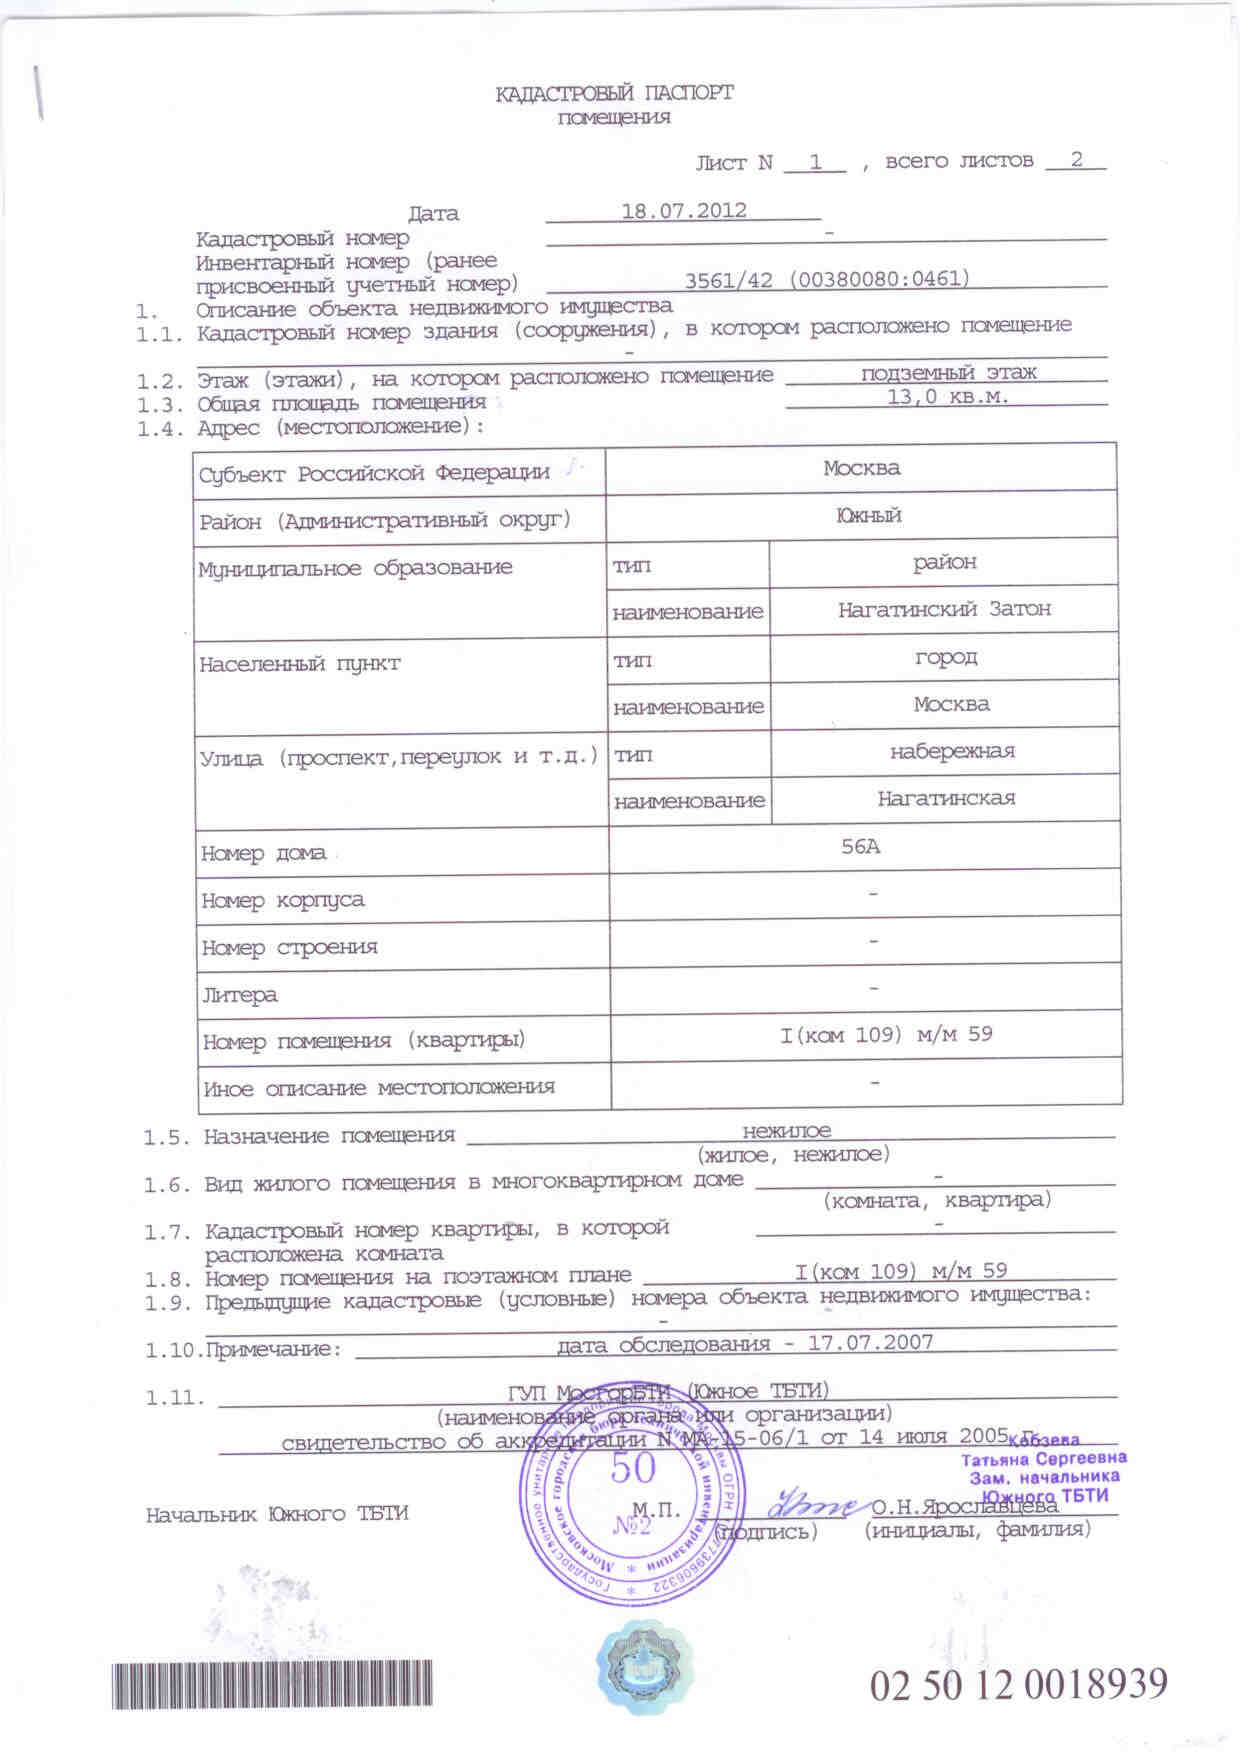 КАДАСТРОВЫЙ ПАСПОРТ
помещения
Лист N 1 , всего листов 2
Дата 18.07.2012
Кадастровый номер -
Инвентарный номер (ранее
присвоенный учетный номер) 3561/42 (00380080:0461)
1. Описание объекта недвижимого имущества
1.1. Кадастровый номер здания (сооружения), в котором расположено помещение
-
1.2. Этаж (этажи), на котором расположено помещение подземный этаж
1.3. Общая площадь помещения 13,0 кв.м.
1.4. Адрес (местоположение):
Субъект Российской Федерации Москва
Район (Административный округ) Южный
Муниципальное образование тип район
наименование Нагатинский Затон
Населенный пункт тип город
наименование Москва
Улица (проспект,переулок и т.д.) тип набережная
наименование Нагатинская
Номер дома 56А
Номер корпуса -
Номер строения -
Литера -
Номер помещения (квартиры) I(ком 109) м/м 59
Иное описание местоположения -
1.5. Назначение помещения нежилое
(жилое, нежилое)
1.6. Вид жилого помещения в многоквартирном доме -
(комната, квартира)
1.7. Кадастровый номер квартиры, в которой -
расположена комната
1.8. Номер помещения на поэтажном плане I(ком 109) м/м 59
1.9. Предыдущие кадастровые (условные) номера объекта недвижимого имущества:
-
1.10.Примечание: дата обследования - 17.07.2007
1.11. ГУП МосгорБТИ (Южное ТБТИ)
(наименование органа или организации)
свидетельство об аккредитации N МА-15-06/1 от 14 июля 2005 г.
Кобзева
Татьяна Сергеевна
Зам. начальника
Южного ТБТИ
Начальник Южного ТБТИ М.П. О.Н.Ярославцева
(подпись) (инициалы, фамилия)
Московское городское бюро технической инвентаризации
50
№2
02 50 12 0018939